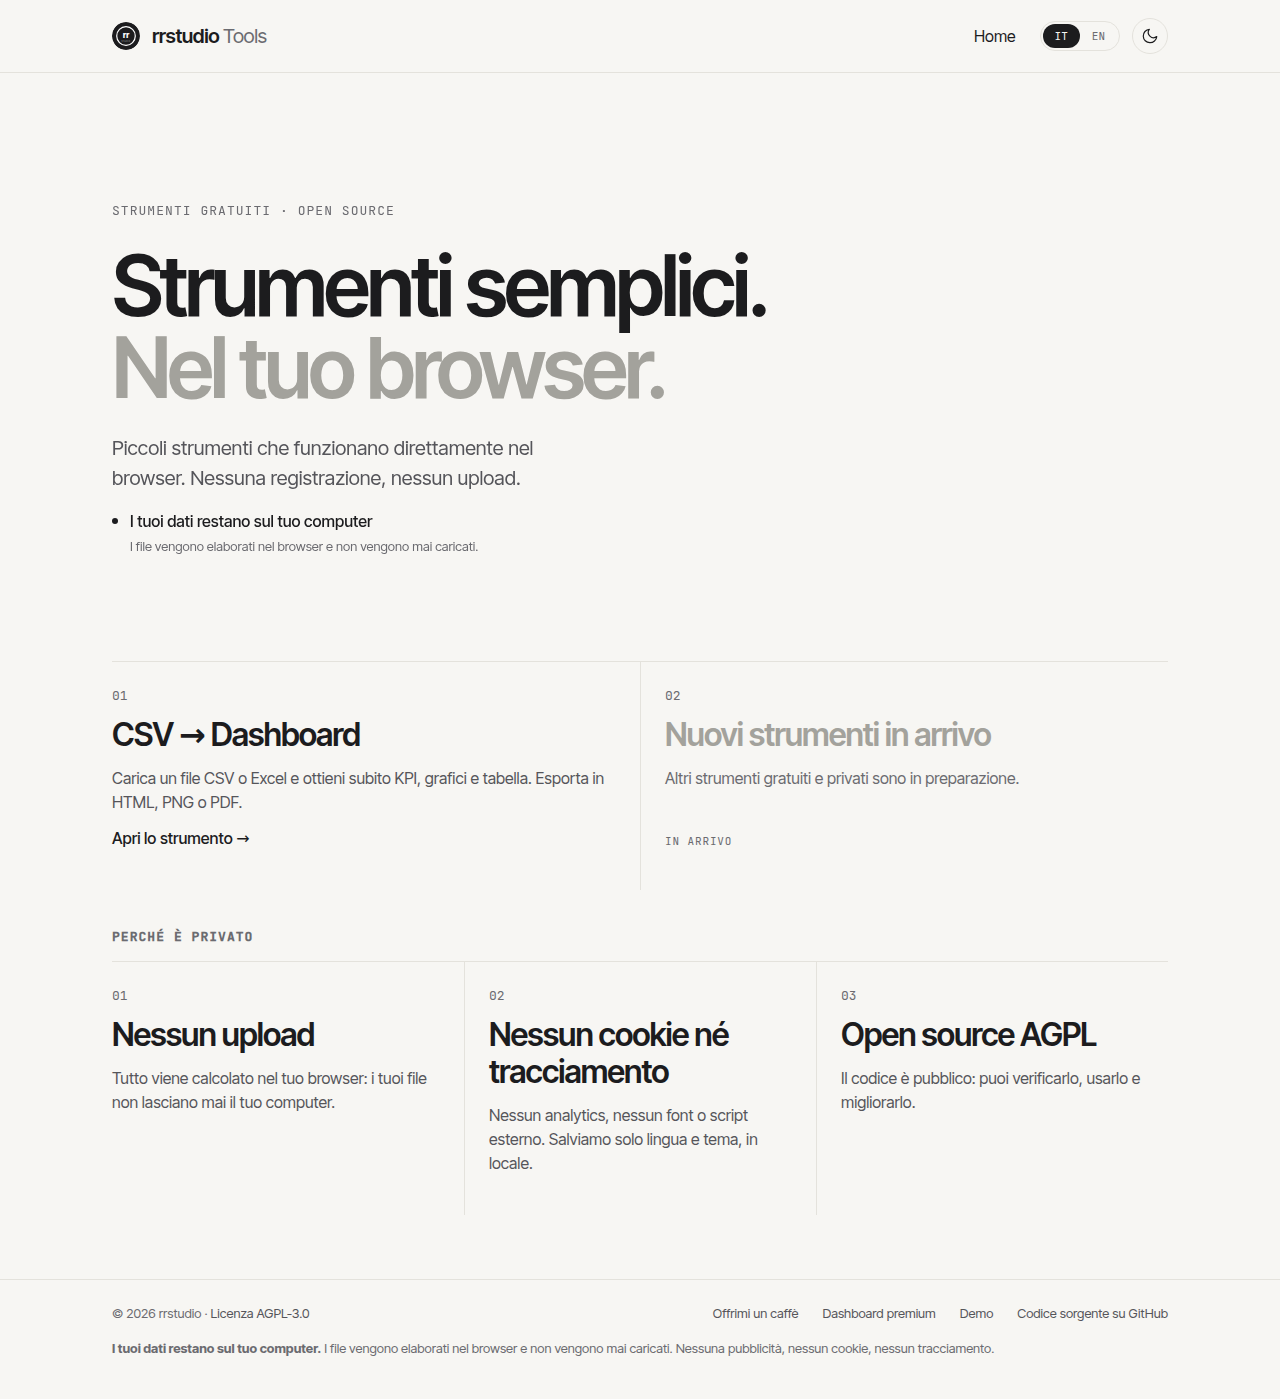 rr rrstudio Tools
Home
IT EN
STRUMENTI GRATUITI · OPEN SOURCE
Strumenti semplici.
Nel tuo browser.
Piccoli strumenti che funzionano direttamente nel
browser. Nessuna registrazione, nessun upload.
• I tuoi dati restano sul tuo computer
I file vengono elaborati nel browser e non vengono mai caricati.
01
CSV → Dashboard
Carica un file CSV o Excel e ottieni subito KPI, grafici e tabella. Esporta in
HTML, PNG o PDF.
Apri lo strumento →
02
Nuovi strumenti in arrivo
Altri strumenti gratuiti e privati sono in preparazione.
IN ARRIVO
PERCHÉ È PRIVATO
01
Nessun upload
Tutto viene calcolato nel tuo browser: i tuoi file
non lasciano mai il tuo computer.
02
Nessun cookie né
tracciamento
Nessun analytics, nessun font o script
esterno. Salviamo solo lingua e tema, in
locale.
03
Open source AGPL
Il codice è pubblico: puoi verificarlo, usarlo e
migliorarlo.
© 2026 rrstudio · Licenza AGPL-3.0
Offrimi un caffè Dashboard premium Demo Codice sorgente su GitHub
I tuoi dati restano sul tuo computer. I file vengono elaborati nel browser e non vengono mai caricati. Nessuna pubblicità, nessun cookie, nessun tracciamento.